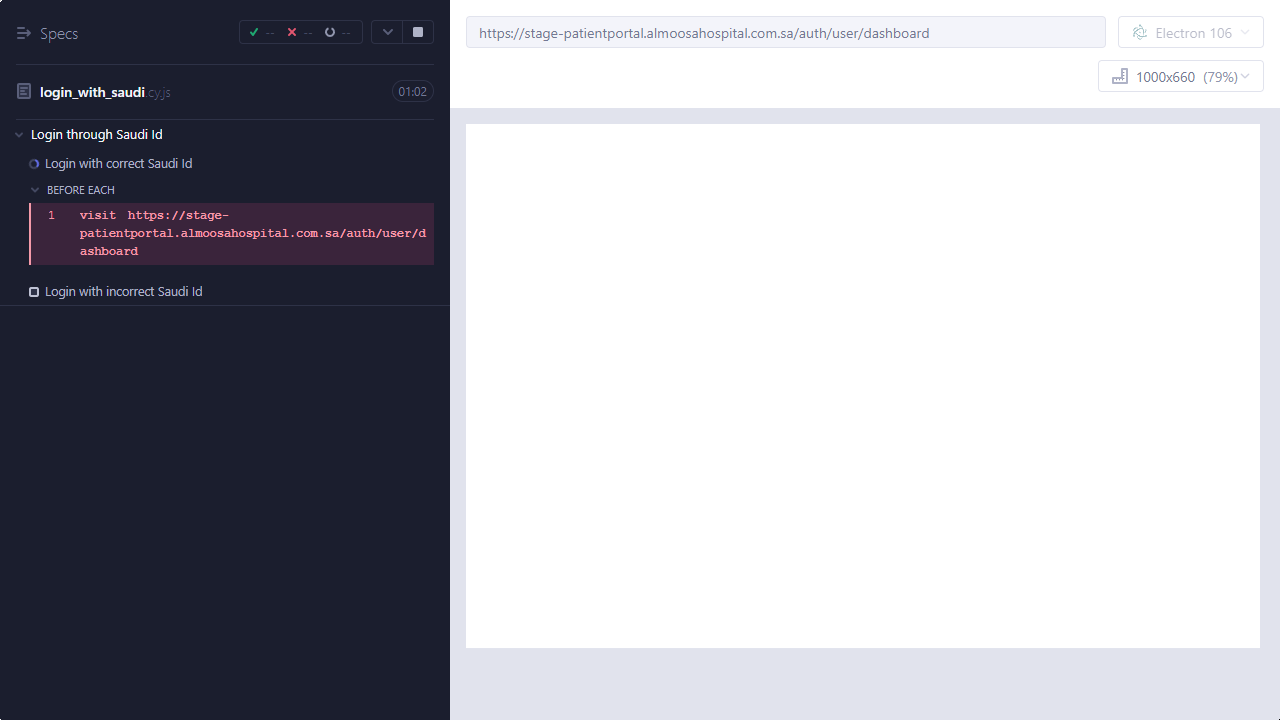 Specs
-- -- --
login_with_saudi.cy.js
01:02
Login through Saudi Id
Login with correct Saudi Id
BEFORE EACH
1 visit https://stage-
patientportal.almoosahospital.com.sa/auth/user/d
ashboard
Login with incorrect Saudi Id
https://stage-patientportal.almoosahospital.com.sa/auth/user/dashboard
Electron 106
1000x660 (79%)